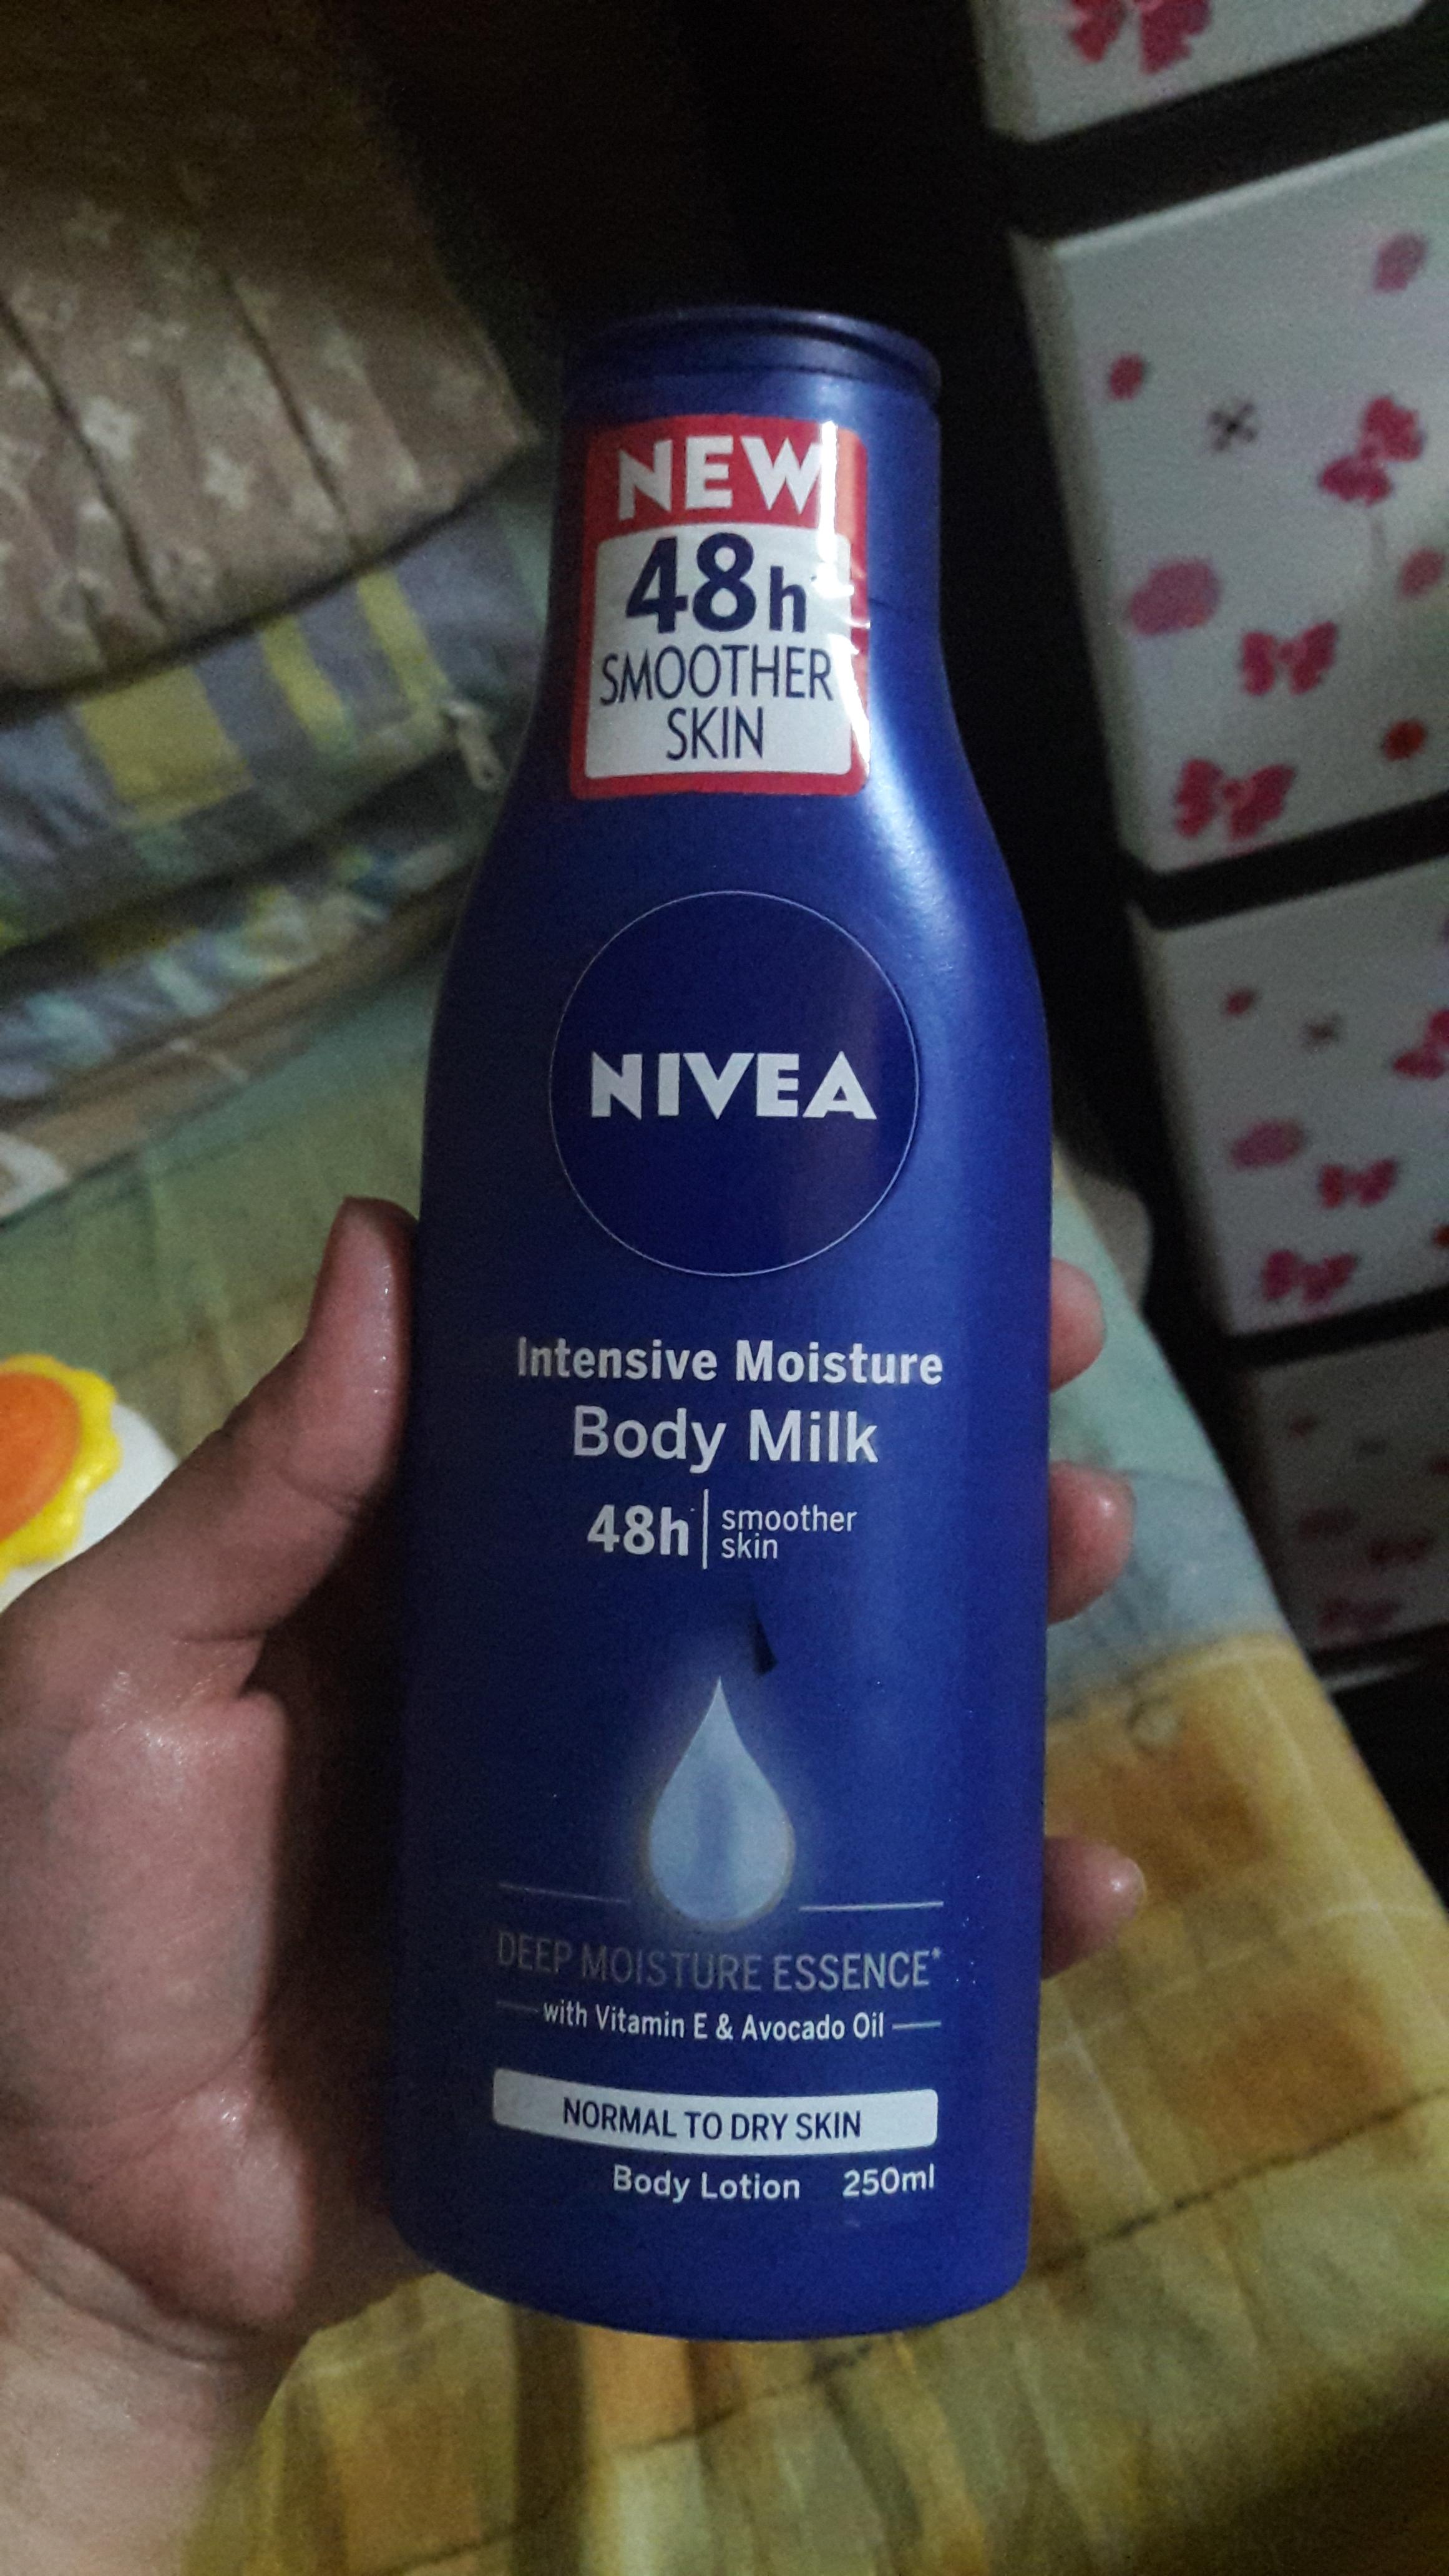 NEW
48h
SMOOTHER
SKIN
NIVEA
Intensive Moisture
Body Milk
48h smoother
skin
DEEP MOISTURE ESSENCE*
with Vitamin E & Avocado Oil
NORMAL TO DRY SKIN
Body Lotion 250ml